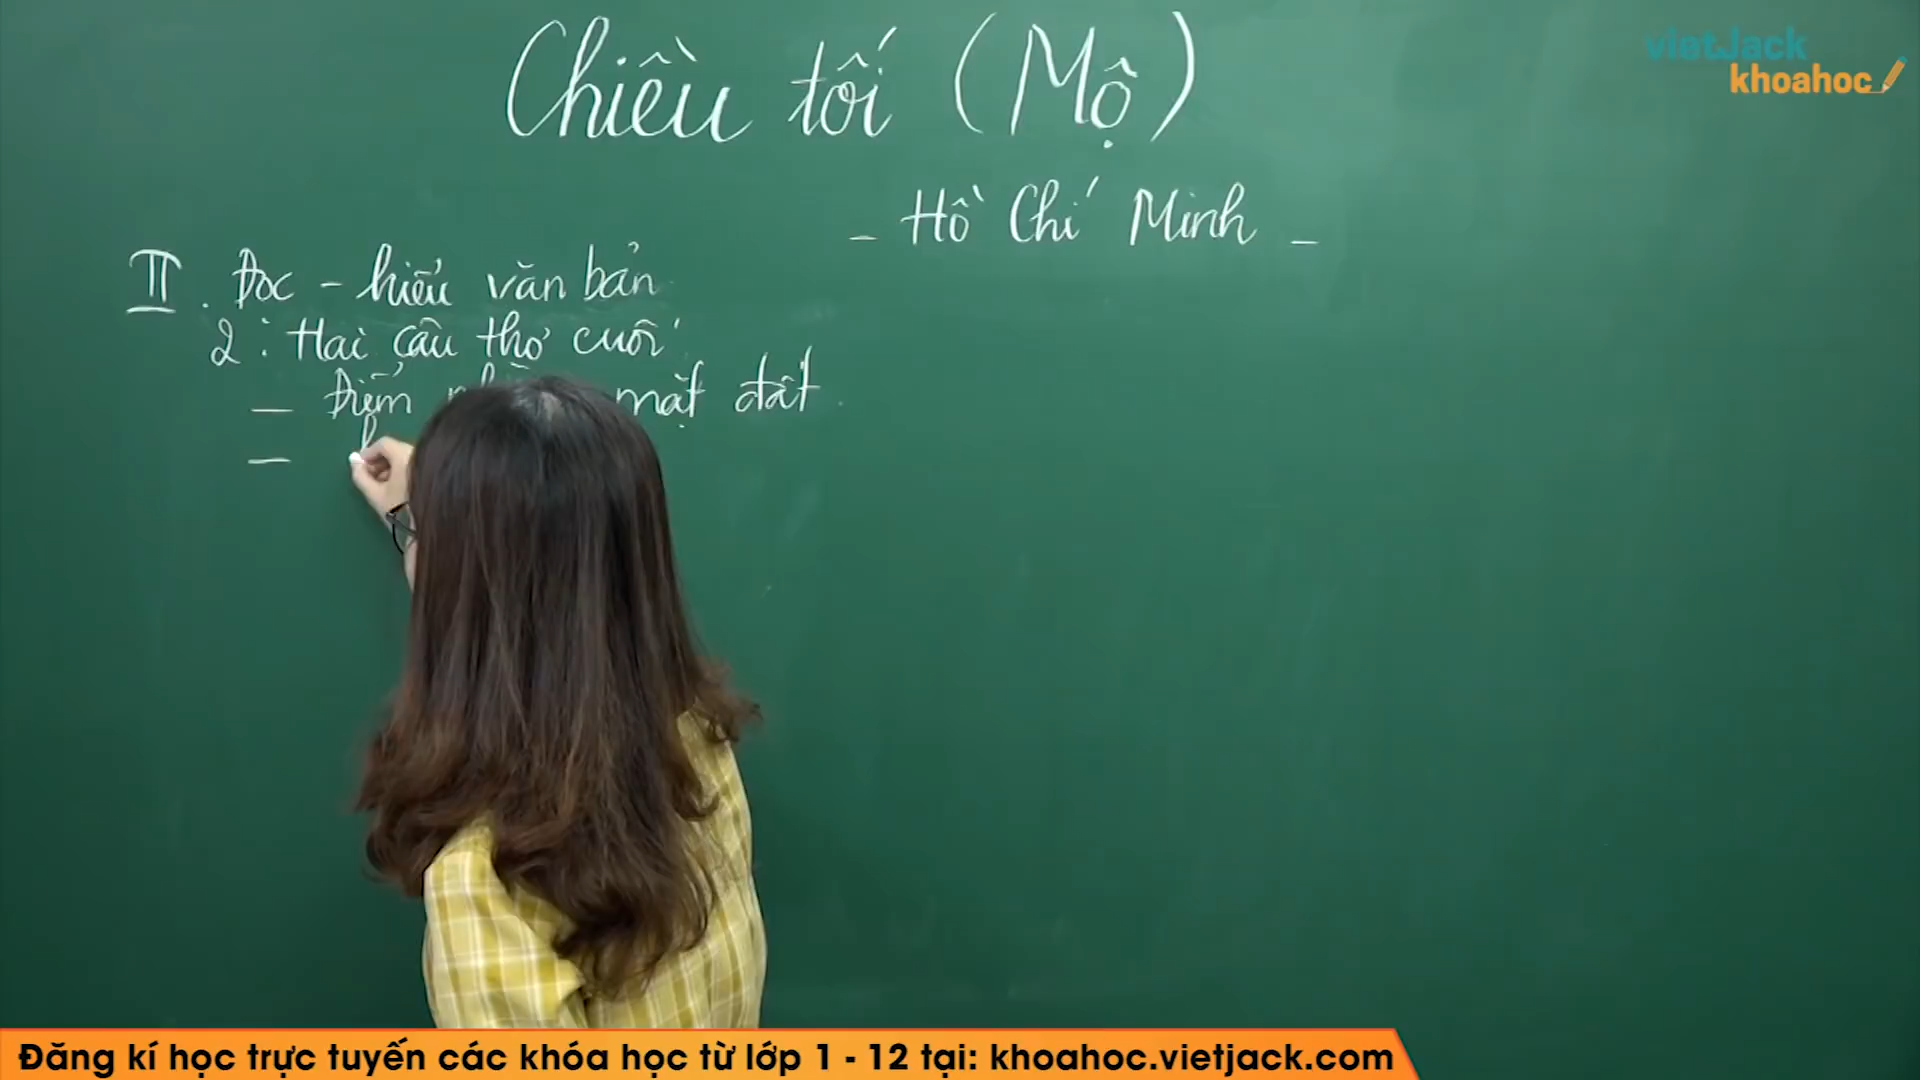 Chiều tối (Mộ)
vietJack
khoahoc
- Hồ Chí Minh -
II. Đọc - hiểu văn bản
2: Hai câu thơ cuối
- Điểm mặt đất
-
Đăng kí học trực tuyến các khóa học từ lớp 1 - 12 tại: khoahoc.vietjack.com